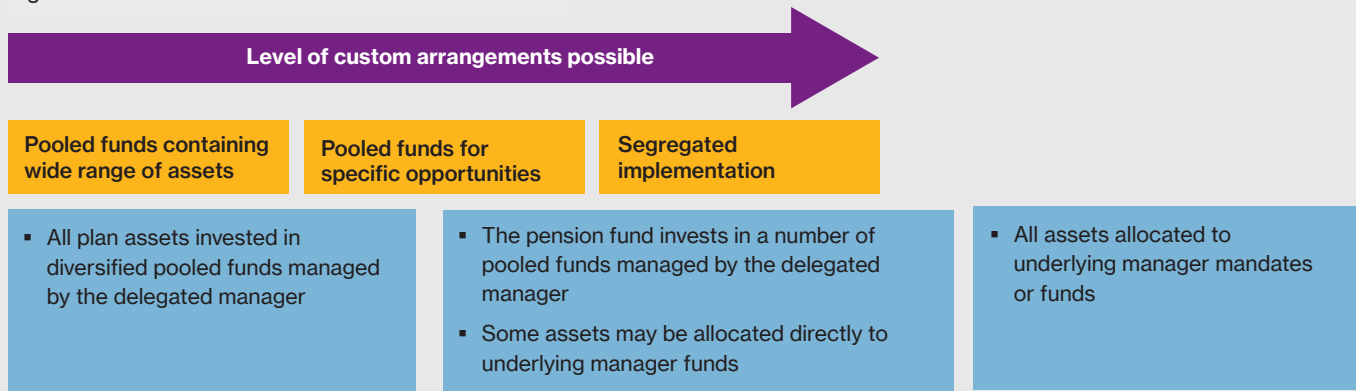 Level of custom arrangements possible
Pooled funds containing
wide range of assets
Pooled funds for
specific opportunities
Segregated
implementation
▪ All plan assets invested in
diversified pooled funds managed
by the delegated manager
▪ The pension fund invests in a number of
pooled funds managed by the delegated
manager
▪ Some assets may be allocated directly to
underlying manager funds
▪ All assets allocated to
underlying manager mandates
or funds